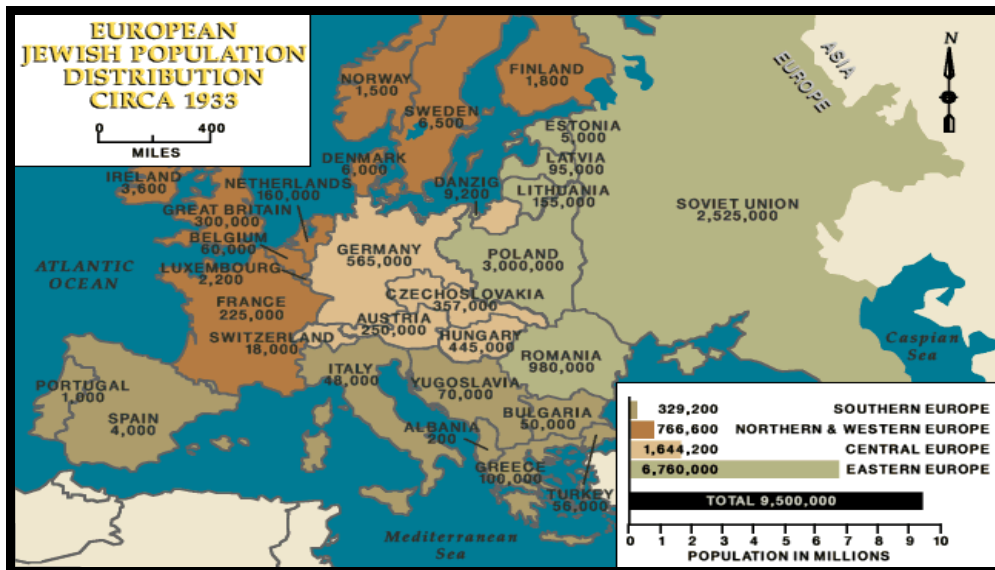 EUROPEAN
JEWISH POPULATION
DISTRIBUTION
CIRCA 1933
0 400
MILES
N
ASIA
EUROPE
NORWAY
1,500
SWEDEN
6,500
FINLAND
1,800
ESTONIA
5,000
LATVIA
95,000
LITHUANIA
155,000
DENMARK
6,000
DANZIG
9,200
IRELAND
3,600
NETHERLANDS
160,000
GREAT BRITAIN
300,000
BELGIUM
60,000
LUXEMBOURG
2,200
SOVIET UNION
2,525,000
GERMANY
565,000
POLAND
3,000,000
ATLANTIC
OCEAN
FRANCE
225,000
CZECHOSLOVAKIA
357,000
AUSTRIA
250,000
SWITZERLAND
18,000
HUNGARY
445,000
ROMANIA
980,000
Caspian
Sea
ITALY
48,000
YUGOSLAVIA
70,000
PORTUGAL
1,000
SPAIN
4,000
BULGARIA
50,000
ALBANIA
200
GREECE
100,000
TURKEY
56,000
Mediterranean
Sea
329,200 SOUTHERN EUROPE
766,600 NORTHERN & WESTERN EUROPE
1,644,200 CENTRAL EUROPE
6,760,000 EASTERN EUROPE
TOTAL 9,500,000
0 1 2 3 4 5 6 7 8 9 10
POPULATION IN MILLIONS